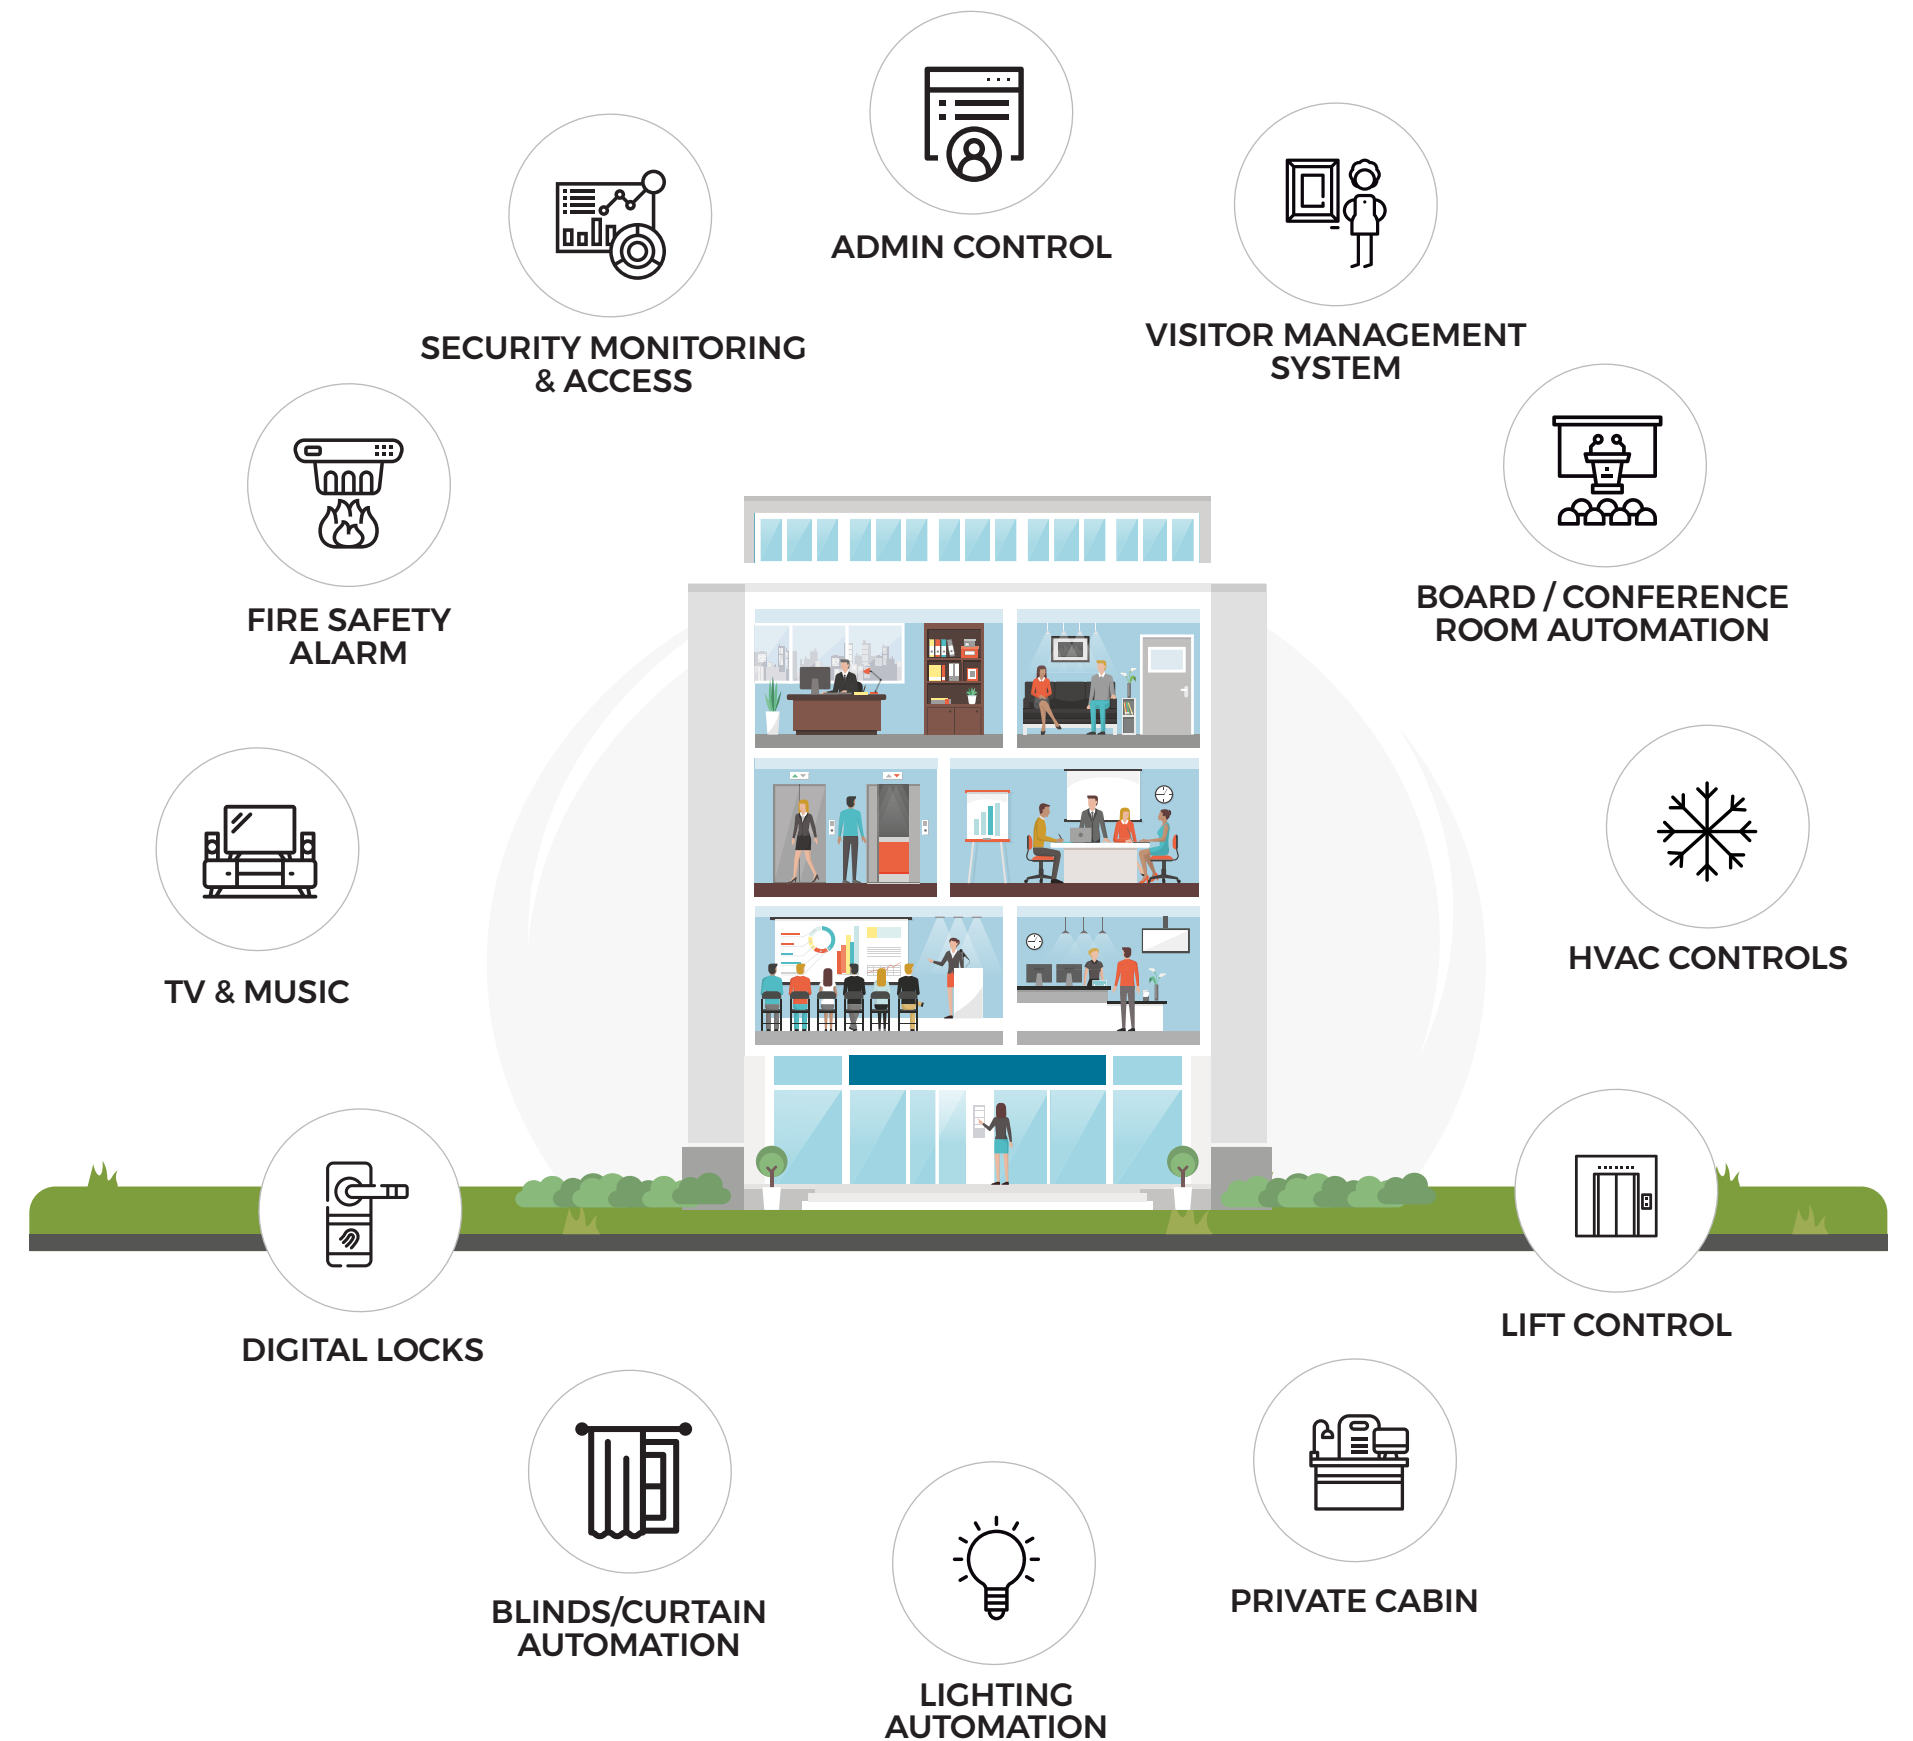 ADMIN CONTROL
VISITOR MANAGEMENT
SYSTEM
SECURITY MONITORING
& ACCESS
BOARD / CONFERENCE
ROOM AUTOMATION
FIRE SAFETY
ALARM
HVAC CONTROLS
TV & MUSIC
LIFT CONTROL
DIGITAL LOCKS
PRIVATE CABIN
BLINDS/CURTAIN
AUTOMATION
LIGHTING
AUTOMATION